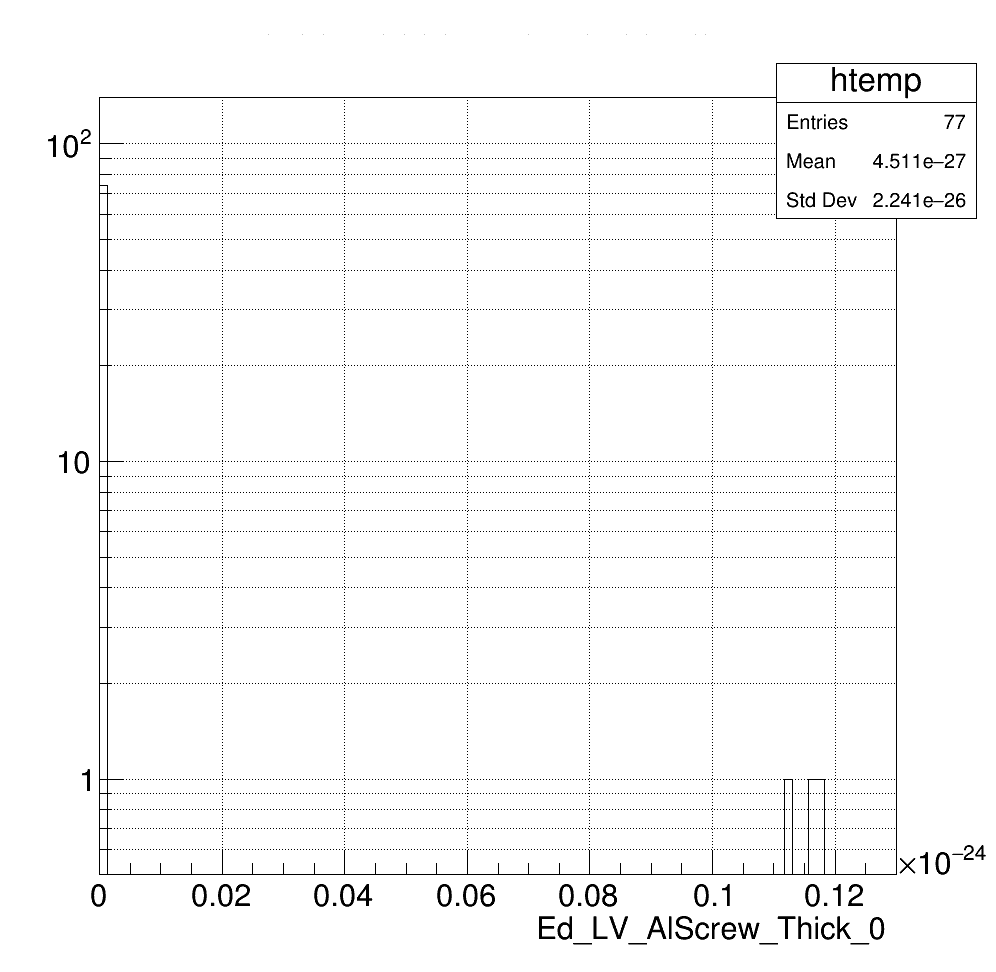 htemp
Entries 77
Mean 4.511e−27
Std Dev 2.241e−26
10²
10
1
0 0.02 0.04 0.06 0.08 0.1 0.12
×10⁻²⁴
Ed_LV_AlScrew_Thick_0